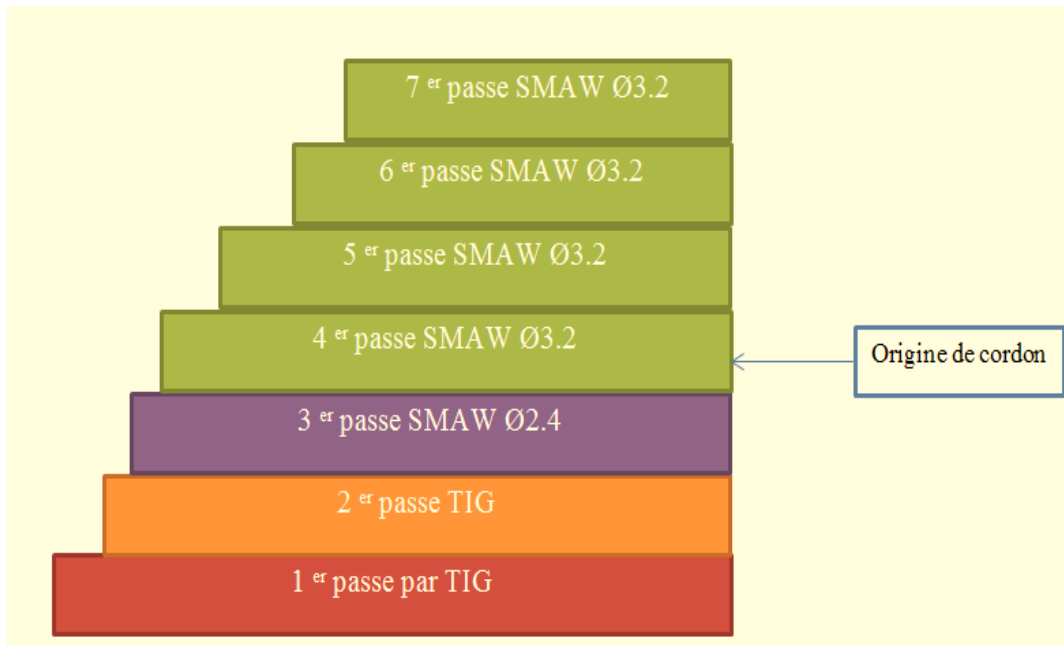 7 er passe SMAW Ø3.2
6 er passe SMAW Ø3.2
5 er passe SMAW Ø3.2
4 er passe SMAW Ø3.2
Origine de cordon
3 er passe SMAW Ø2.4
2 er passe TIG
1 er passe par TIG